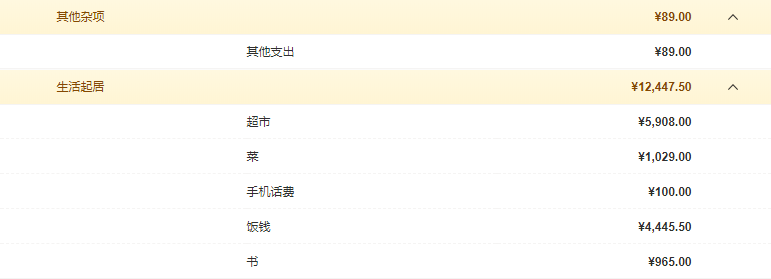 其他杂项 ¥89.00
其他支出 ¥89.00
生活起居 ¥12,447.50
超市 ¥5,908.00
菜 ¥1,029.00
手机话费 ¥100.00
饭钱 ¥4,445.50
书 ¥965.00